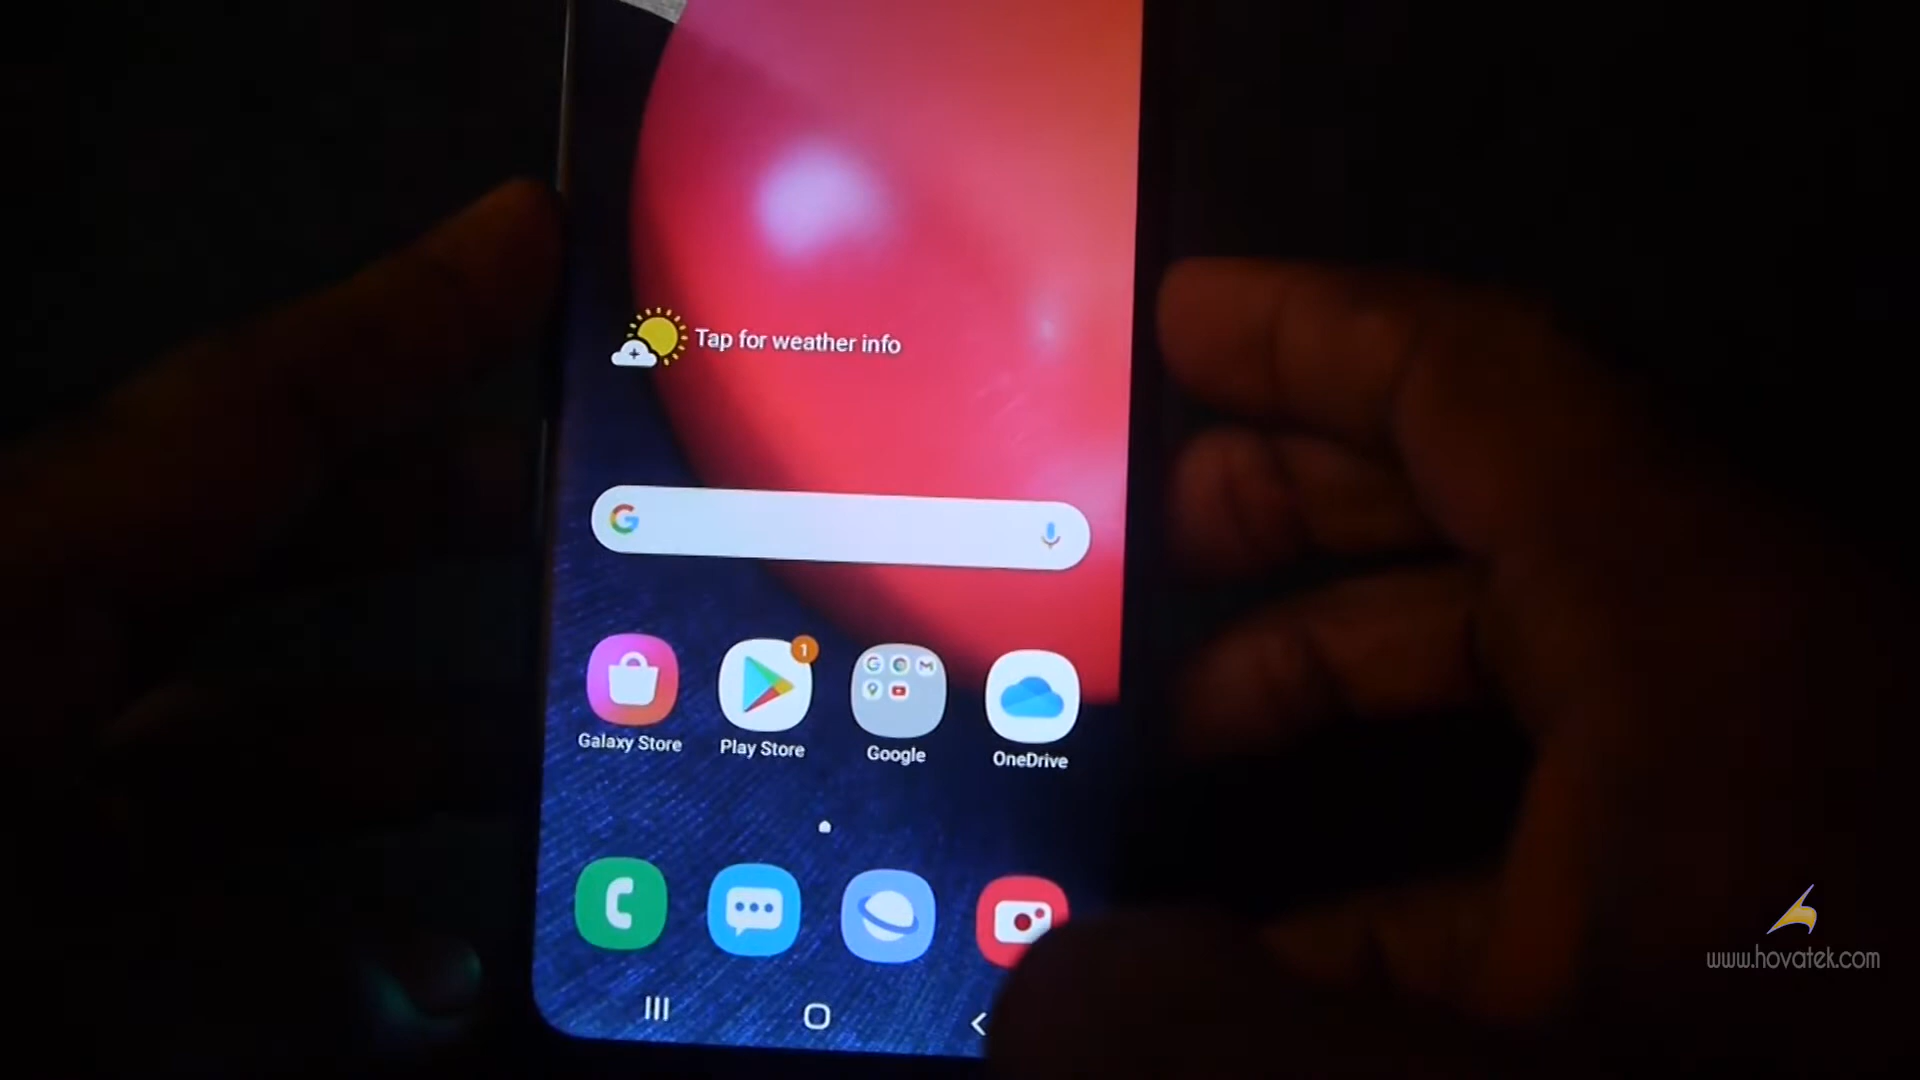 Tap for weather info
1
Galaxy Store
Play Store
Google
OneDrive
www.hovatek.com